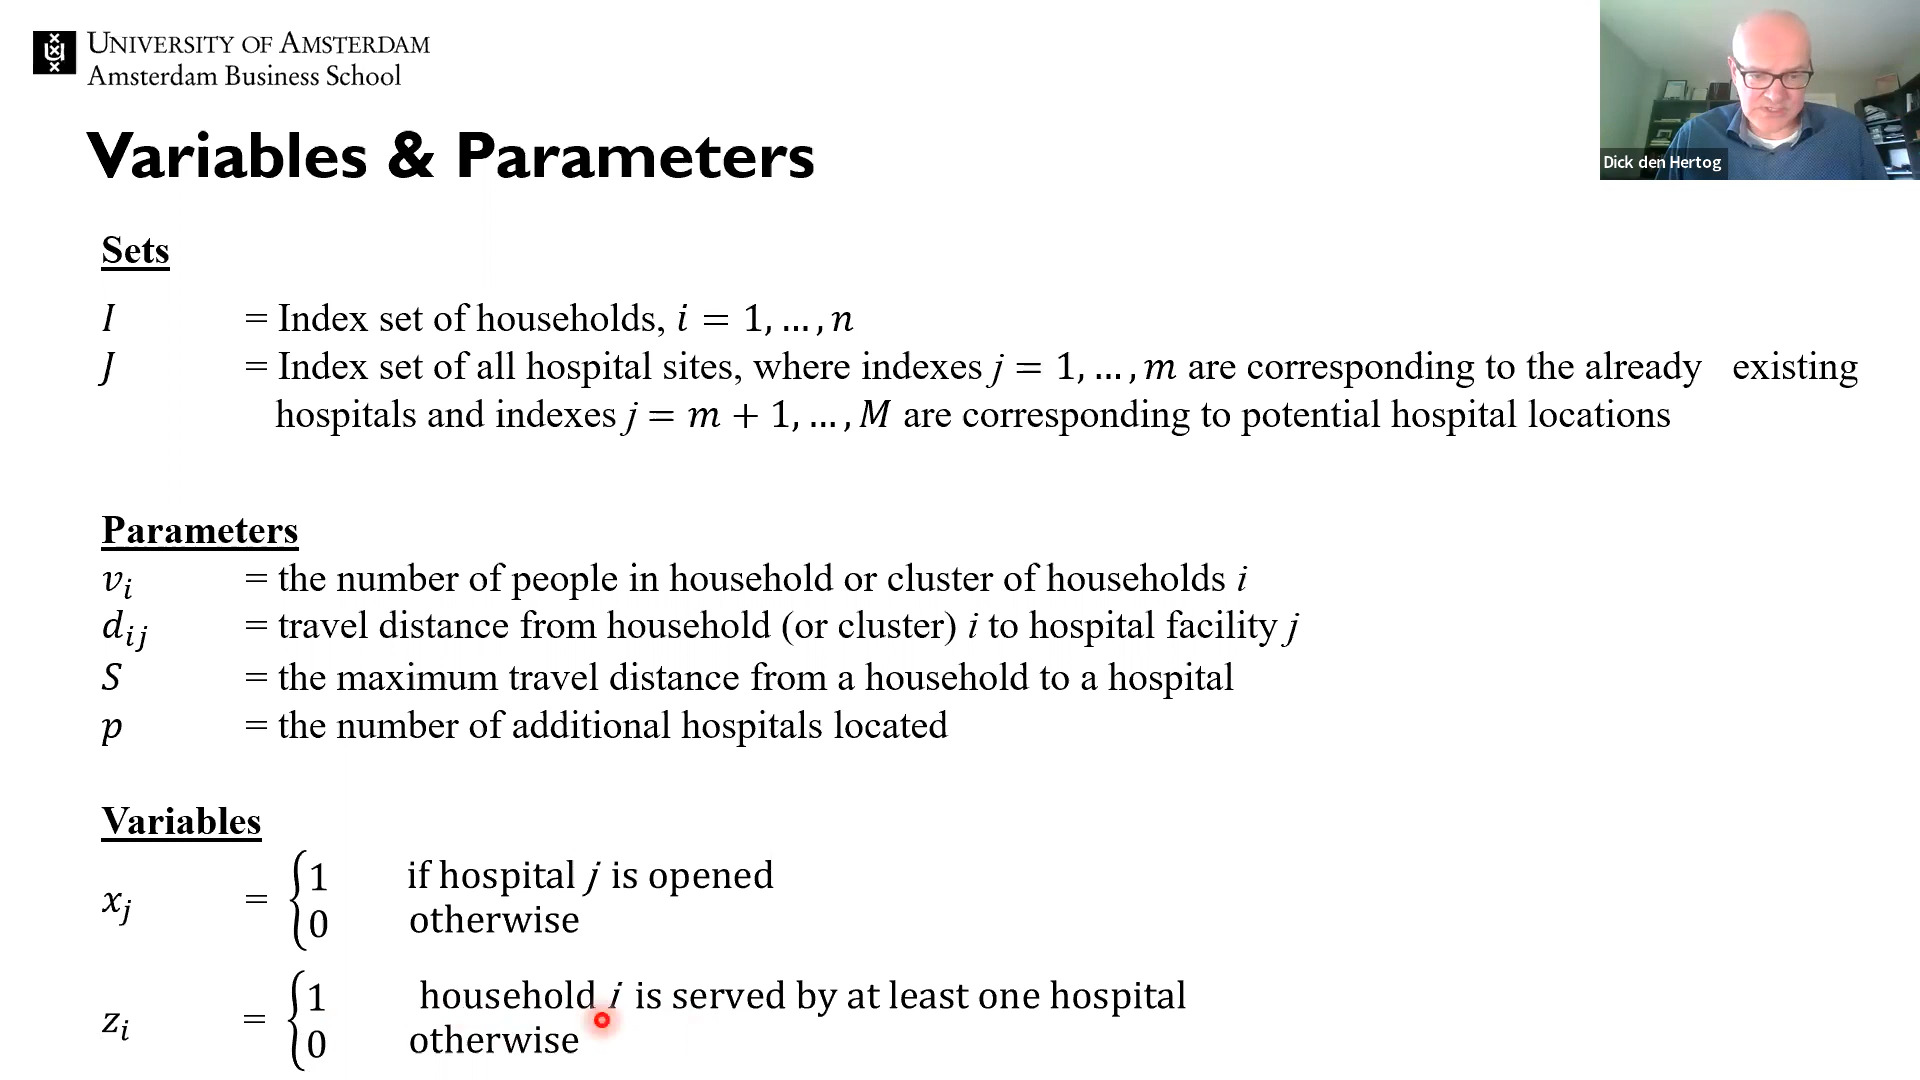 UNIVERSITY OF AMSTERDAM
Amsterdam Business School
Dick den Hertog
Variables & Parameters
Sets
I = Index set of households, i = 1, ... , n
J = Index set of all hospital sites, where indexes j = 1, ... , m are corresponding to the already existing
hospitals and indexes j = m + 1, ... , M are corresponding to potential hospital locations
Parameters
v_i = the number of people in household or cluster of households i
d_ij = travel distance from household (or cluster) i to hospital facility j
S = the maximum travel distance from a household to a hospital
p = the number of additional hospitals located
Variables
x_j = { 1 if hospital j is opened
0 otherwise
z_i = { 1 household i is served by at least one hospital
0 otherwise